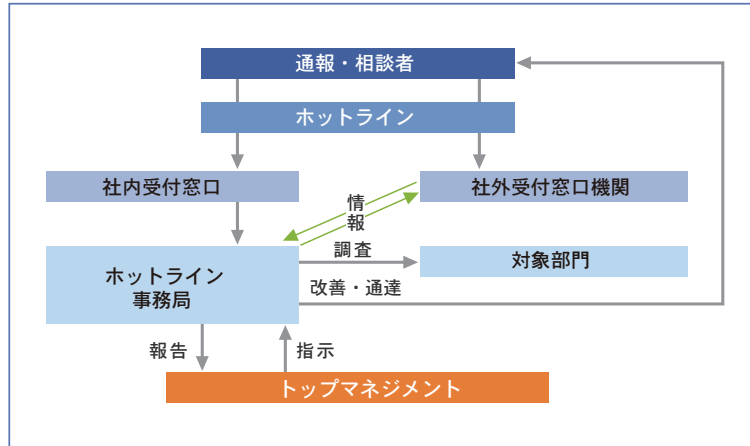 通報・相談者
ホットライン
社内受付窓口
社外受付窓口機関
情
報
調査
ホットライン
事務局
対象部門
改善・通達
報告
指示
トップマネジメント